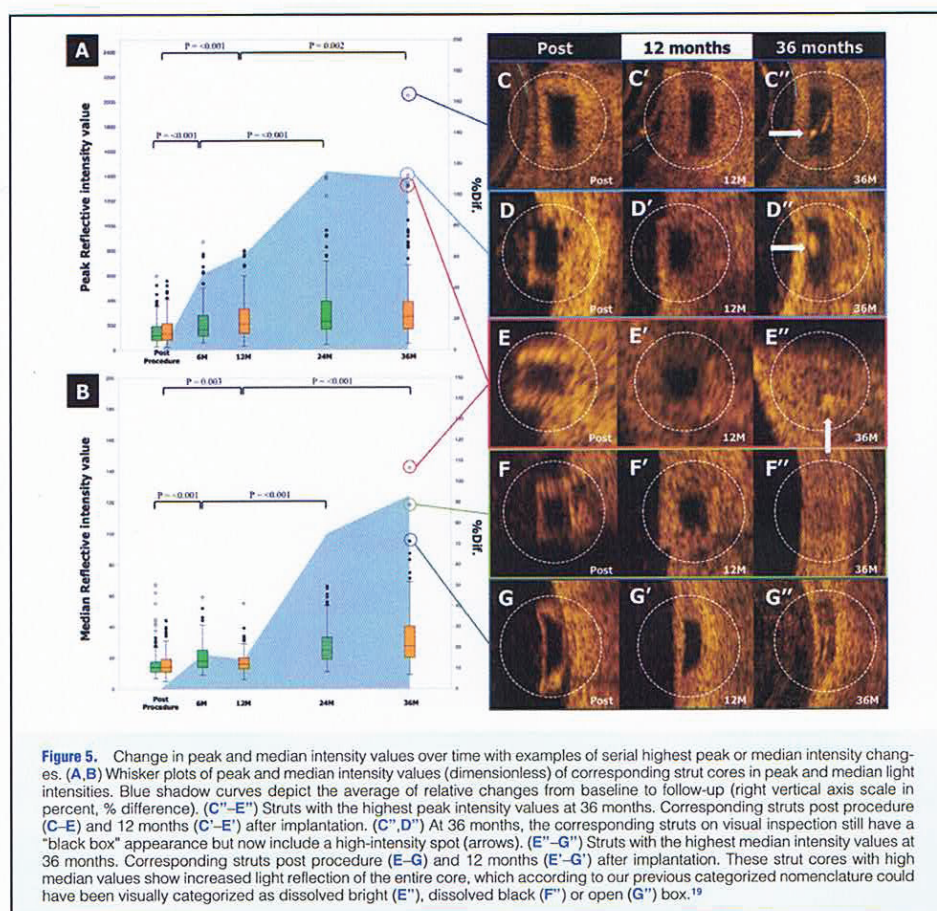 A
P = <0.001
P = 0.002
P = <0.001
P = <0.001
Peak Reflective intensity value
%Dif.
Post
Procedure
6M
12M
24M
36M
B
P = 0.003
P = <0.001
P = <0.001
P = <0.001
Median Reflective intensity value
%Dif.
200
180
160
140
120
100
80
60
40
20
0
Post
Procedure
6M
12M
24M
36M
Post
12 months
36 months
C
C'
C"
Post
12M
36M
D
D'
D"
Post
12M
36M
E
E'
E"
Post
12M
36M
F
F'
F"
Post
12M
36M
G
G'
G"
Post
12M
36M
Figure 5. Change in peak and median intensity values over time with examples of serial highest peak or median intensity chang-
es. (A,B) Whisker plots of peak and median intensity values (dimensionless) of corresponding strut cores in peak and median light
intensities. Blue shadow curves depict the average of relative changes from baseline to follow-up (right vertical axis scale in
percent, % difference). (C"–E") Struts with the highest peak intensity values at 36 months. Corresponding struts post procedure
(C–E) and 12 months (C'–E') after implantation. (C",D") At 36 months, the corresponding struts on visual inspection still have a
"black box" appearance but now include a high-intensity spot (arrows). (E"–G") Struts with the highest median intensity values at
36 months. Corresponding struts post procedure (E–G) and 12 months (E'–G') after implantation. These strut cores with high
median values show increased light reflection of the entire core, which according to our previous categorized nomenclature could
have been visually categorized as dissolved bright (E"), dissolved black (F") or open (G") box.19